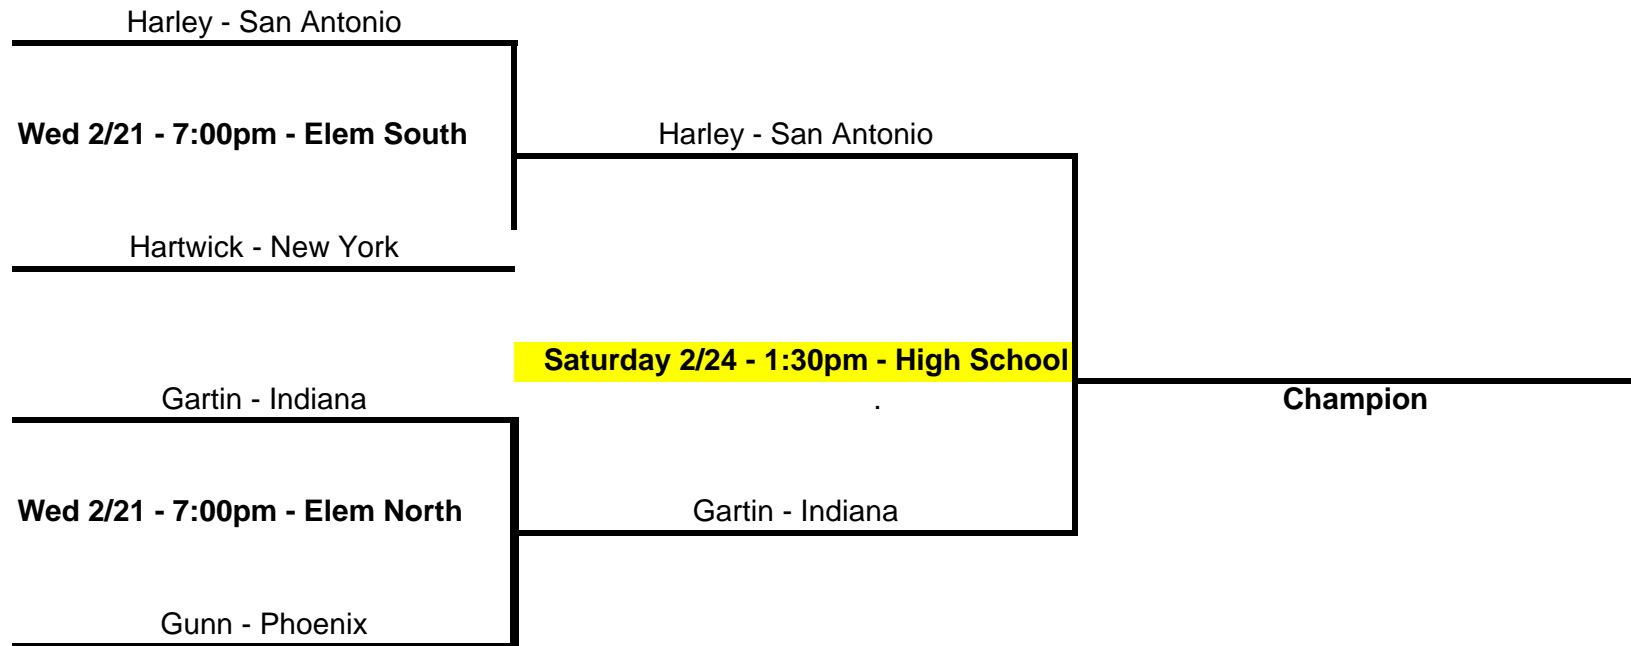 Harley - San Antonio
Wed 2/21 - 7:00pm - Elem South
Harley - San Antonio
Hartwick - New York
Saturday 2/24 - 1:30pm - High School
Gartin - Indiana
.
Champion
Wed 2/21 - 7:00pm - Elem North
Gartin - Indiana
Gunn - Phoenix